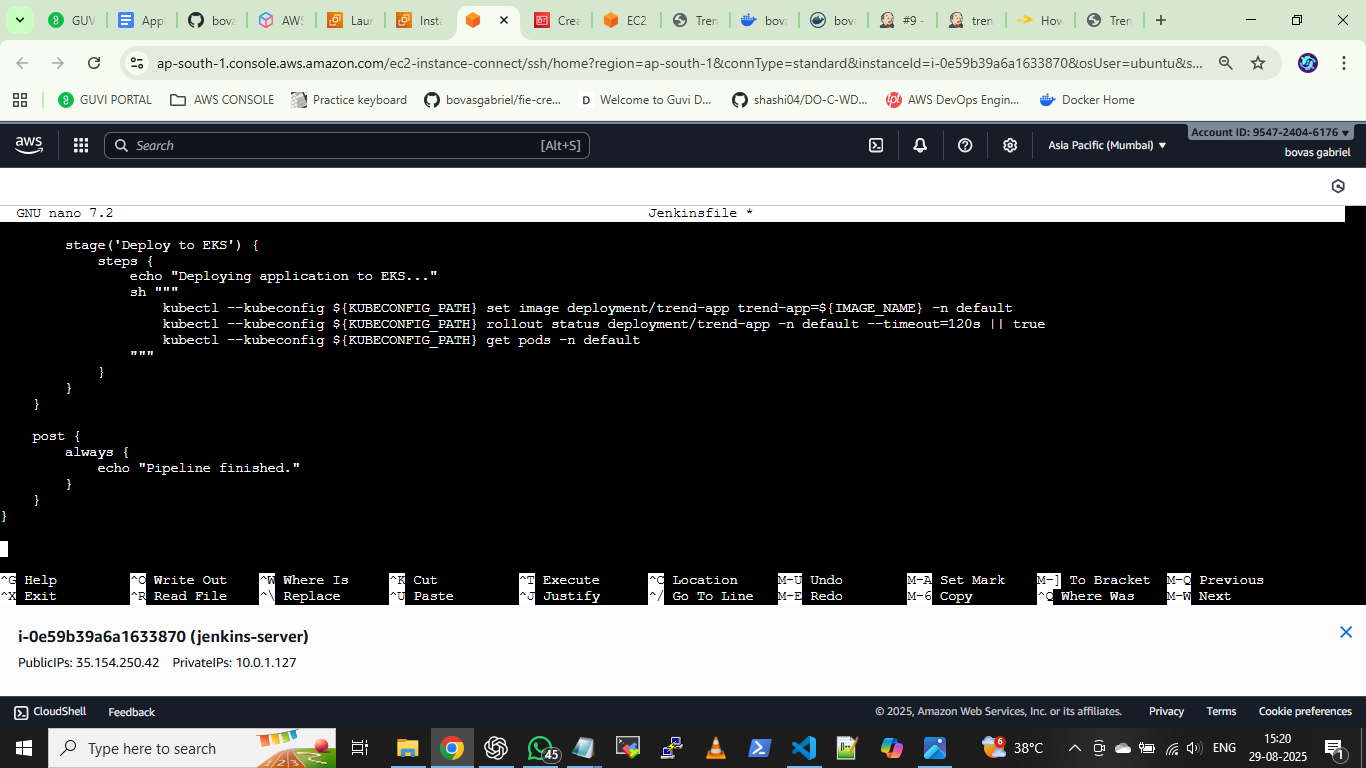 GUVI
App
bova
AWS
Laun
Insta
Crea
EC2
Tren
bova
bova
#9 -
tren
How
Tren
ap-south-1.console.aws.amazon.com/ec2-instance-connect/ssh/home?region=ap-south-1&connType=standard&instanceId=i-0e59b39a6a1633870&osUser=ubuntu&s...
GUVI PORTAL
AWS CONSOLE
Practice keyboard
bovasgabriel/fie-cre...
Welcome to Guvi D...
shashi04/DO-C-WD...
AWS DevOps Engin...
Docker Home
aws
Search
[Alt+S]
Asia Pacific (Mumbai) ▼
Account ID: 9547-2404-6176 ▼
bovas gabriel
GNU nano 7.2 Jenkinsfile *
stage('Deploy to EKS') {
steps {
echo "Deploying application to EKS..."
sh """
kubectl --kubeconfig ${KUBECONFIG_PATH} set image deployment/trend-app trend-app=${IMAGE_NAME} -n default
kubectl --kubeconfig ${KUBECONFIG_PATH} rollout status deployment/trend-app -n default --timeout=120s || true
kubectl --kubeconfig ${KUBECONFIG_PATH} get pods -n default
"""
}
}
}
post {
always {
echo "Pipeline finished."
}
}
}
^G Help ^O Write Out ^W Where Is ^K Cut ^T Execute ^C Location M-U Undo M-A Set Mark M-] To Bracket M-Q Previous
^X Exit ^R Read File ^\ Replace ^U Paste ^J Justify ^/ Go To Line M-E Redo M-6 Copy ^Q Where Was M-W Next
i-0e59b39a6a1633870 (jenkins-server)
PublicIPs: 35.154.250.42 PrivateIPs: 10.0.1.127
CloudShell Feedback © 2025, Amazon Web Services, Inc. or its affiliates. Privacy Terms Cookie preferences
Type here to search
45
6
38°C
ENG
15:20
29-08-2025
1